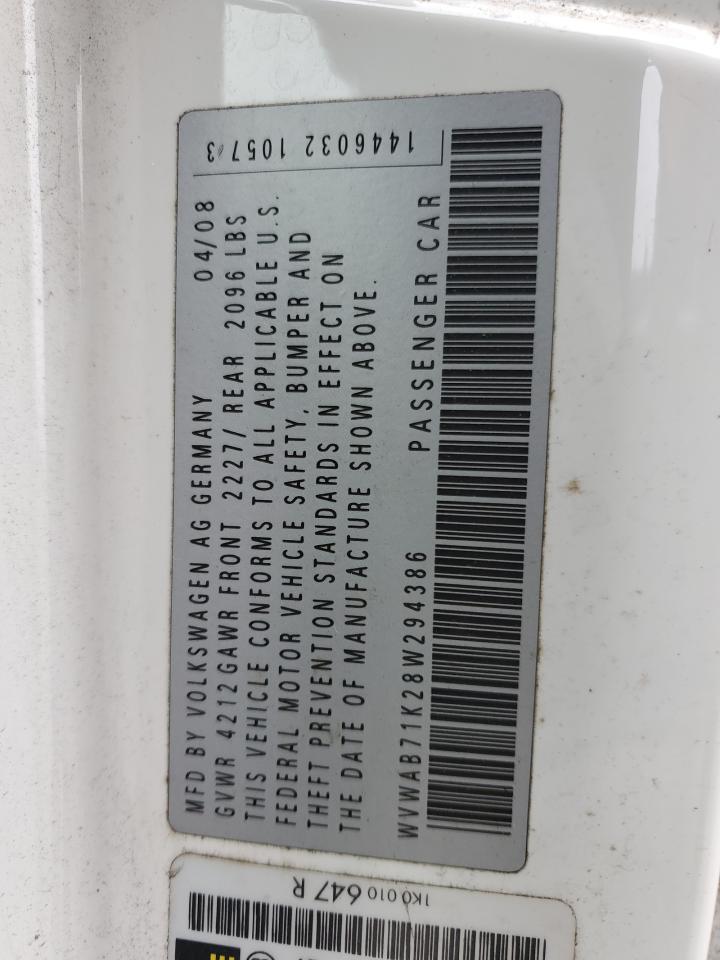 MFD BY VOLKSWAGEN AG GERMANY 04/08
GVWR 4212 GAWR FRONT 2227/ REAR 2096 LBS
THIS VEHICLE CONFORMS TO ALL APPLICABLE U.S.
FEDERAL MOTOR VEHICLE SAFETY, BUMPER AND
THEFT PREVENTION STANDARDS IN EFFECT ON
THE DATE OF MANUFACTURE SHOWN ABOVE.
WVWAB71K28W294386 PASSENGER CAR
1446032 1057 3
1K0 010 647 R